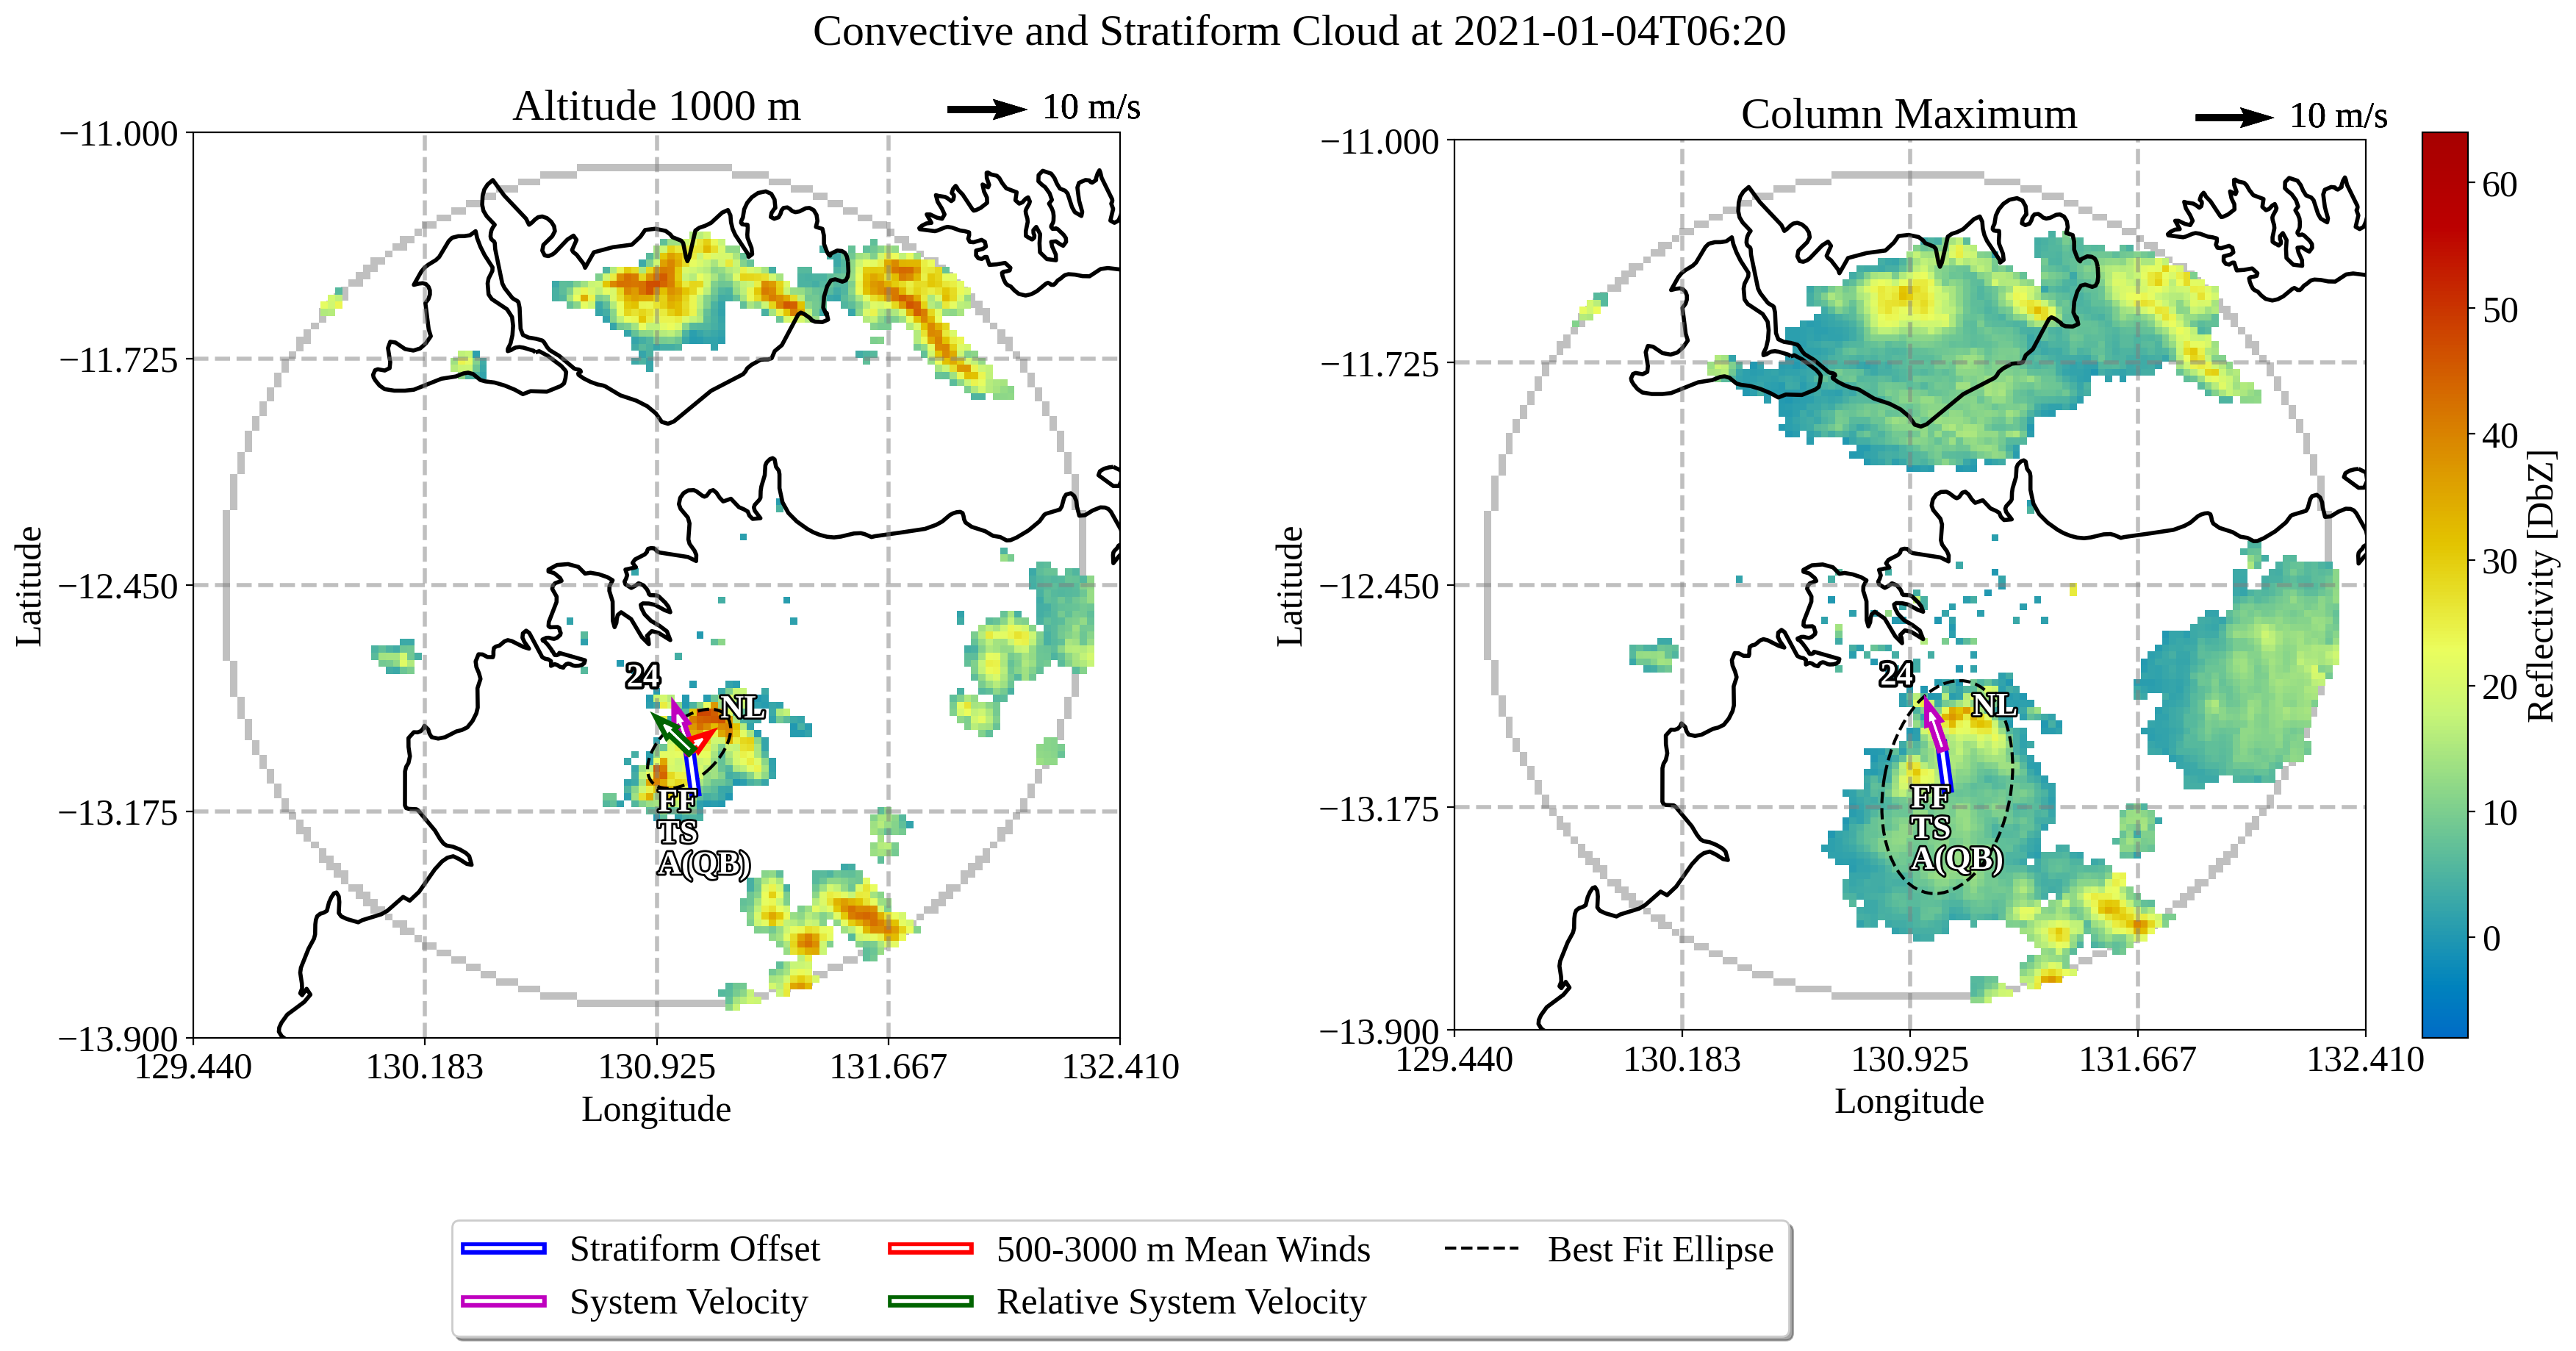 Convective and Stratiform Cloud at 2021-01-04T06:20
Altitude 1000 m
10 m/s
Column Maximum
10 m/s
−11.000
−11.725
−12.450
−13.175
−13.900
Latitude
129.440
130.183
130.925
131.667
132.410
Longitude
24
NL
FF
TS
A(QB)
−11.000
−11.725
−12.450
−13.175
−13.900
Latitude
129.440
130.183
130.925
131.667
132.410
Longitude
24
NL
FF
TS
A(QB)
60
50
40
30
20
10
0
Reflectivity [DbZ]
Stratiform Offset
System Velocity
500-3000 m Mean Winds
Relative System Velocity
Best Fit Ellipse